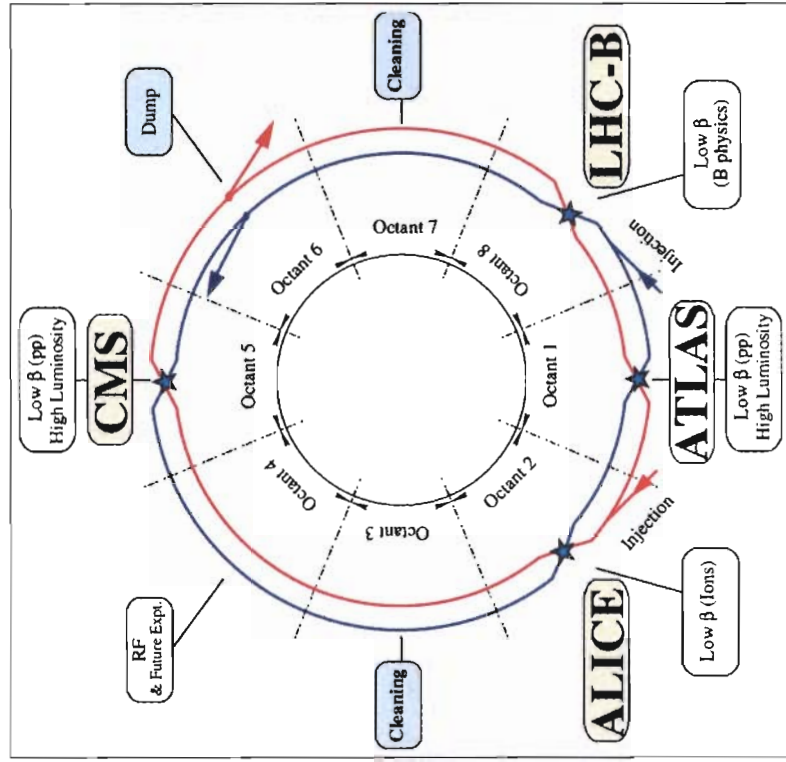 Low β (pp)
High Luminosity
CMS
Dump
Cleaning
RF
& Future Expt.
Octant 5
Octant 6
Octant 4
Octant 7
Octant 3
Octant 8
Octant 2
Octant 1
Cleaning
Injection
Injection
LHC-B
Low β
(B physics)
ALICE
Low β (Ions)
ATLAS
Low β (pp)
High Luminosity